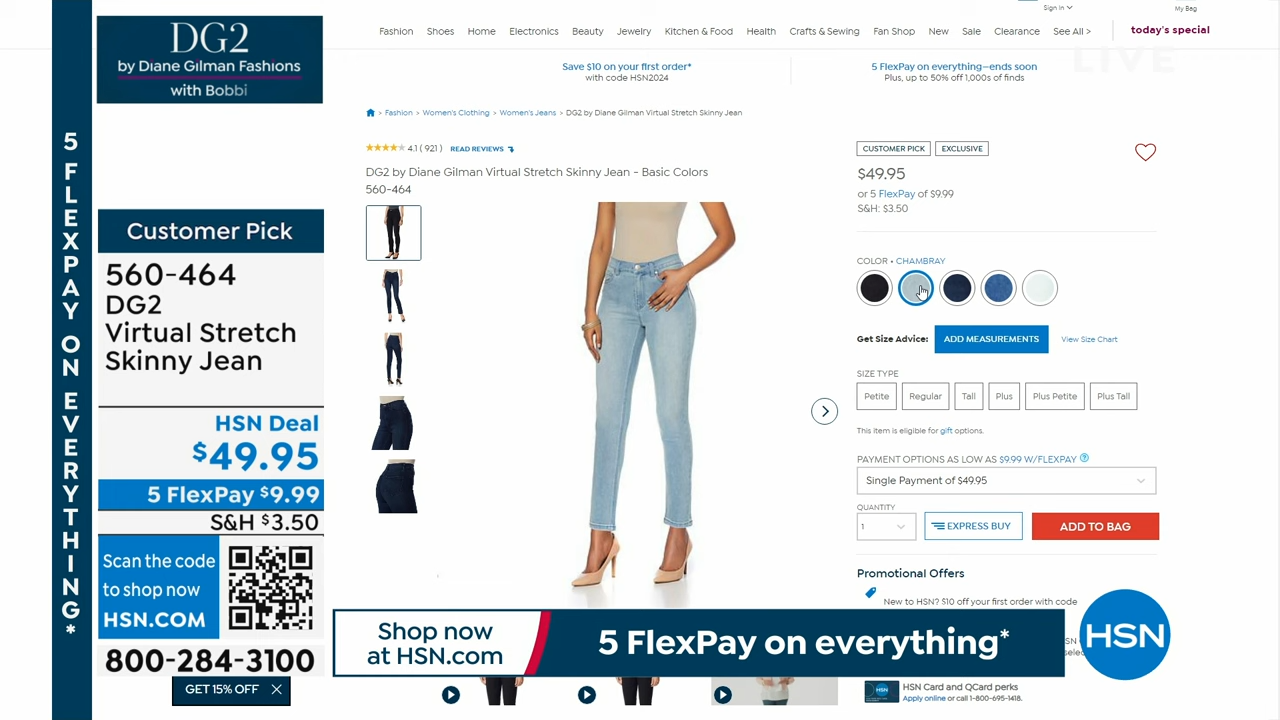 5 FLEXPAY ON EVERYTHING*
DG2
by Diane Gilman Fashions
with Bobbi
Customer Pick
560-464
DG2
Virtual Stretch
Skinny Jean
HSN Deal
$49.95
5 FlexPay $9.99
S&H $3.50
Scan the code
to shop now
HSN.COM
800-284-3100
GET 15% OFF
Sign In
My Bag
Fashion Shoes Home Electronics Beauty Jewelry Kitchen & Food Health Crafts & Sewing Fan Shop New Sale Clearance See All > today's special
LIVE
Save $10 on your first order*
with code HSN2024
5 FlexPay on everything—ends soon
Plus, up to 50% off 1,000s of finds
> Fashion > Women's Clothing > Women's Jeans > DG2 by Diane Gilman Virtual Stretch Skinny Jean
4.1 ( 921 ) READ REVIEWS
DG2 by Diane Gilman Virtual Stretch Skinny Jean - Basic Colors
560-464
CUSTOMER PICK EXCLUSIVE
$49.95
or 5 FlexPay of $9.99
S&H: $3.50
COLOR • CHAMBRAY
Get Size Advice: ADD MEASUREMENTS View Size Chart
SIZE TYPE
Petite Regular Tall Plus Plus Petite Plus Tall
This item is eligible for gift options.
PAYMENT OPTIONS AS LOW AS $9.99 W/FLEXPAY ?
Single Payment of $49.95
QUANTITY
1 EXPRESS BUY ADD TO BAG
Promotional Offers
New to HSN? $10 off your first order with code
Shop now
at HSN.com
5 FlexPay on everything*
HSN
HSN Card and QCard perks
Apply online or call 1-800-695-1418.